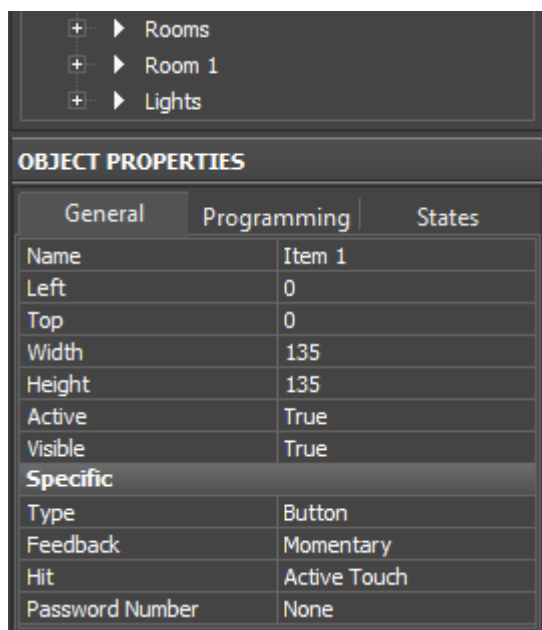 Rooms
Room 1
Lights
OBJECT PROPERTIES
General Programming States
Name Item 1
Left 0
Top 0
Width 135
Height 135
Active True
Visible True
Specific
Type Button
Feedback Momentary
Hit Active Touch
Password Number None